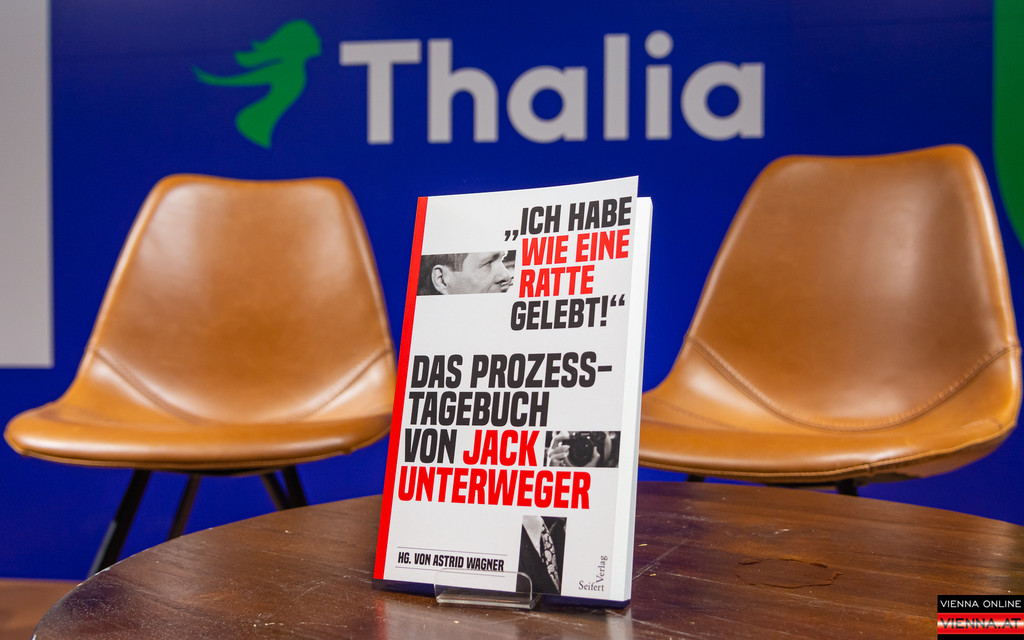 Thalia
„ICH HABE
WIE EINE
RATTE
GELEBT!“
DAS PROZESS-
TAGEBUCH
VON JACK
UNTERWEGER
HG. VON ASTRID WAGNER
Seifert Verlag
VIENNA ONLINE
VIENNA.AT